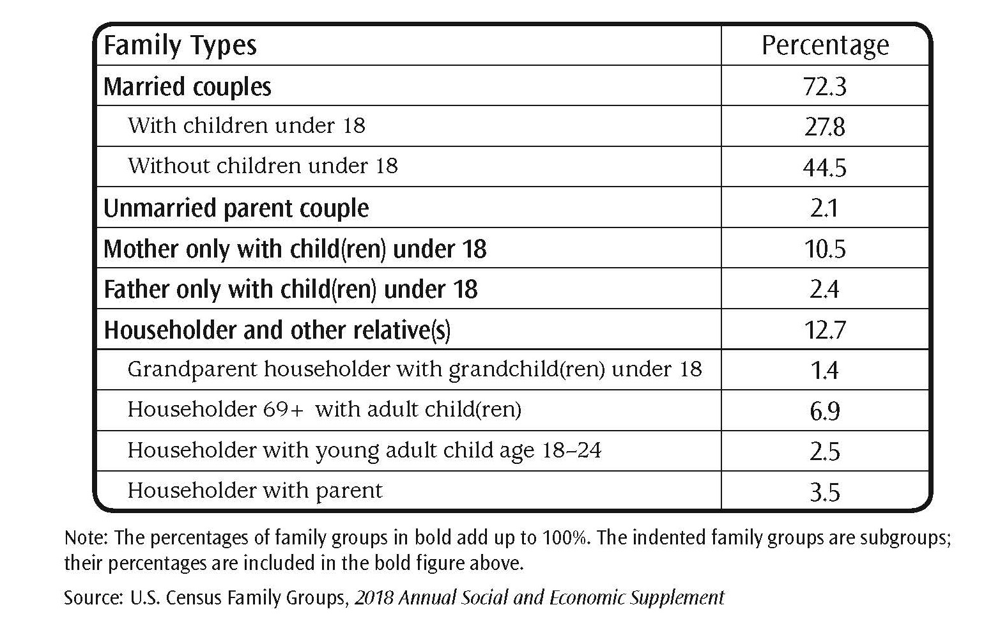 Family Types Percentage
Married couples 72.3
With children under 18 27.8
Without children under 18 44.5
Unmarried parent couple 2.1
Mother only with child(ren) under 18 10.5
Father only with child(ren) under 18 2.4
Householder and other relative(s) 12.7
Grandparent householder with grandchild(ren) under 18 1.4
Householder 69+ with adult child(ren) 6.9
Householder with young adult child age 18–24 2.5
Householder with parent 3.5
Note: The percentages of family groups in bold add up to 100%. The indented family groups are subgroups;
their percentages are included in the bold figure above.
Source: U.S. Census Family Groups, 2018 Annual Social and Economic Supplement